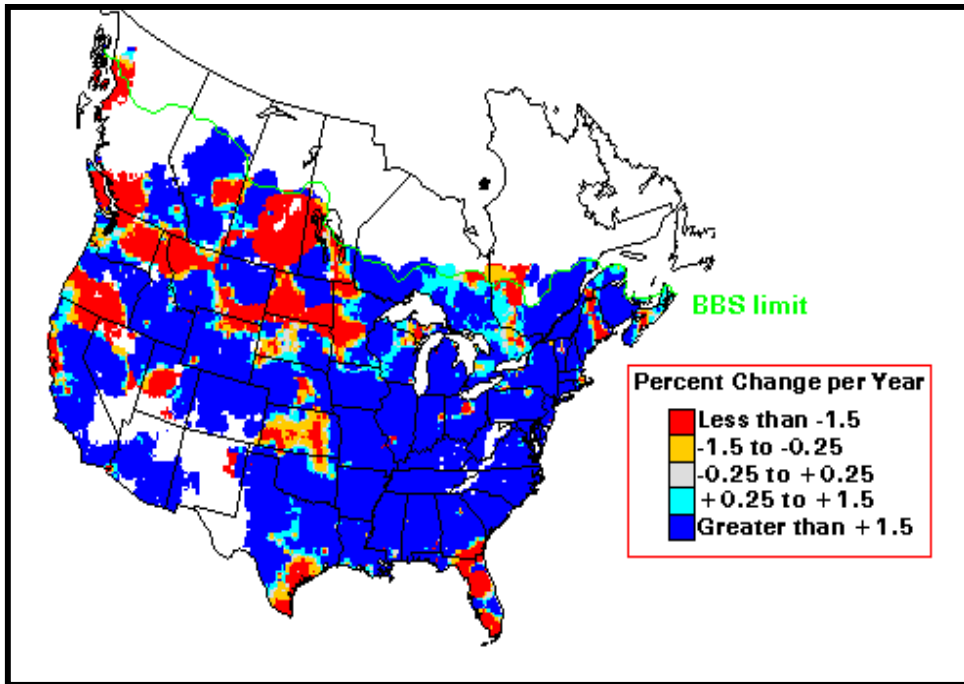 BBS limit
Percent Change per Year
Less than -1.5
-1.5 to -0.25
-0.25 to +0.25
+0.25 to +1.5
Greater than +1.5